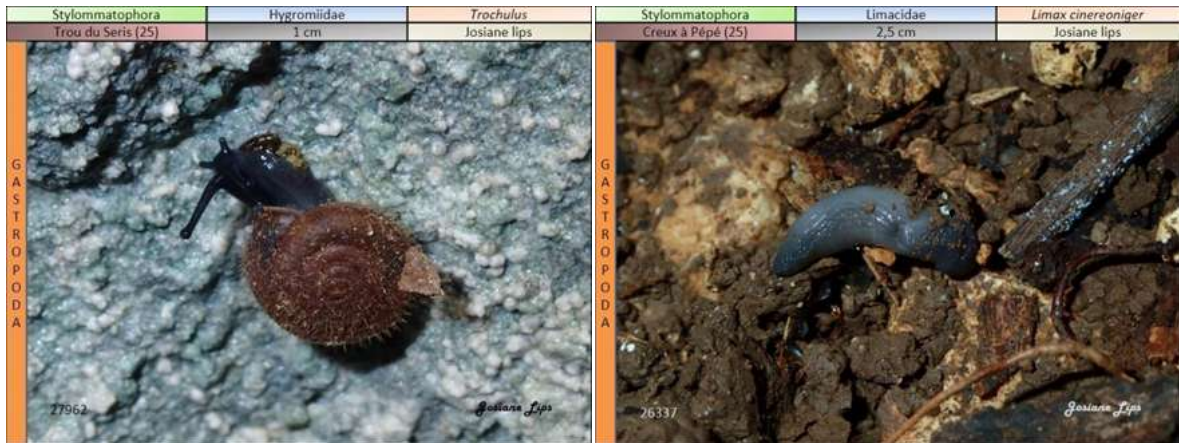 Stylommatophora Hygromiidae Trochulus
Trou du Seris (25) 1 cm Josiane lips
GASTROPODA
27962 Josiane Lips
Stylommatophora Limacidae Limax cinereoniger
Creux à Pépé (25) 2,5 cm Josiane lips
GASTROPODA
26337 Josiane Lips